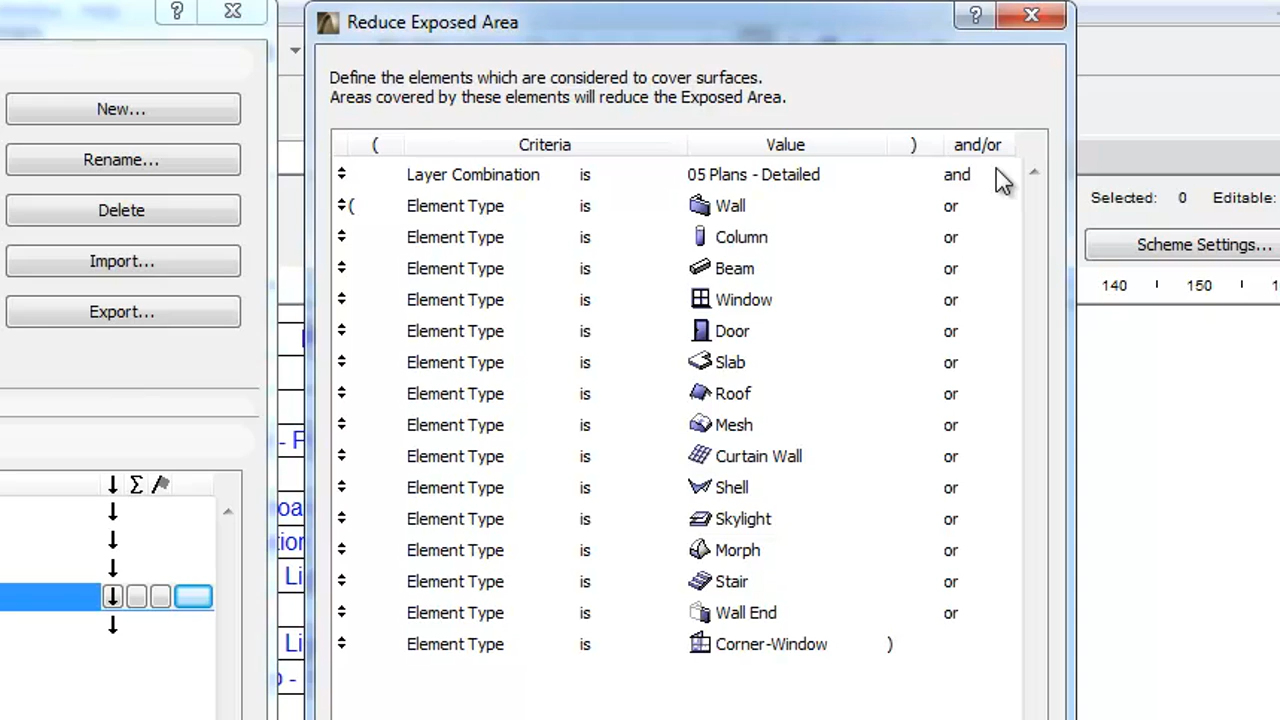 Reduce Exposed Area
Define the elements which are considered to cover surfaces.
Areas covered by these elements will reduce the Exposed Area.
( Criteria Value ) and/or
Layer Combination is 05 Plans - Detailed and
( Element Type is Wall or
Element Type is Column or
Element Type is Beam or
Element Type is Window or
Element Type is Door or
Element Type is Slab or
Element Type is Roof or
Element Type is Mesh or
Element Type is Curtain Wall or
Element Type is Shell or
Element Type is Skylight or
Element Type is Morph or
Element Type is Stair or
Element Type is Wall End or
Element Type is Corner-Window )
New...
Rename...
Delete
Import...
Export...
Selected: 0 Editable:
Scheme Settings...
140 150